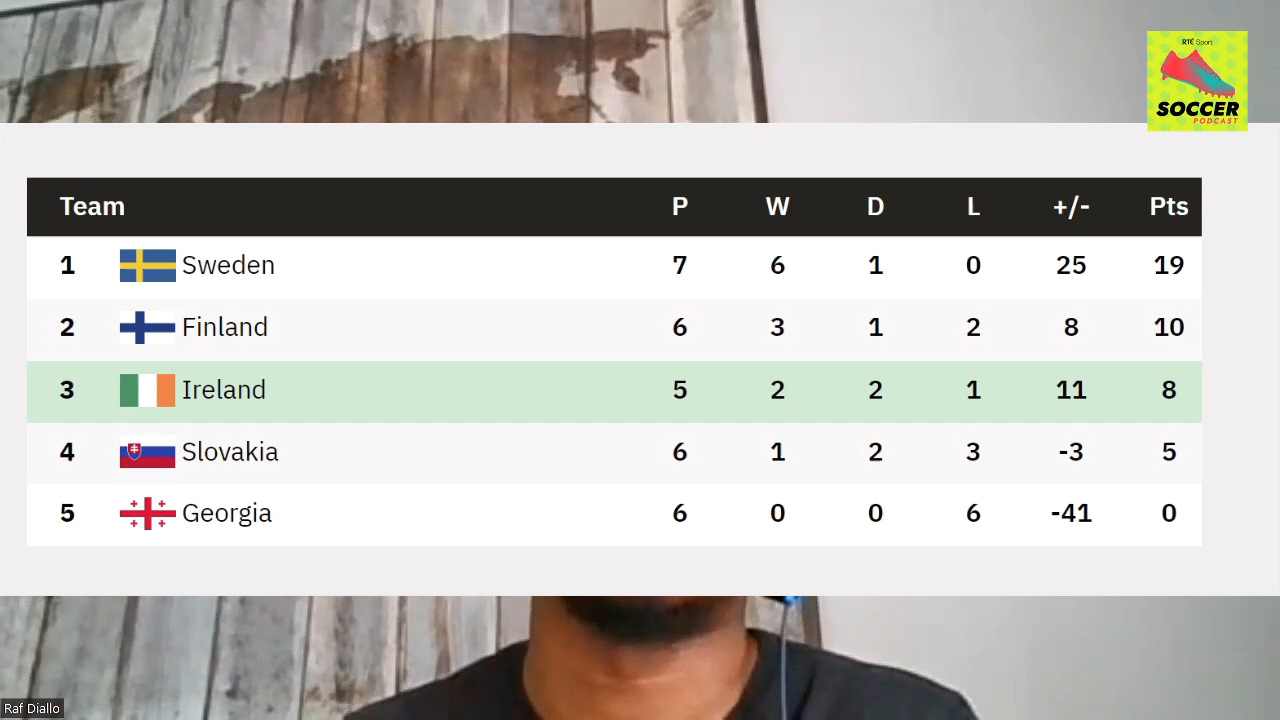 RTÉ Sport
SOCCER
PODCAST
Team P W D L +/- Pts
1 Sweden 7 6 1 0 25 19
2 Finland 6 3 1 2 8 10
3 Ireland 5 2 2 1 11 8
4 Slovakia 6 1 2 3 -3 5
5 Georgia 6 0 0 6 -41 0
Raf Diallo